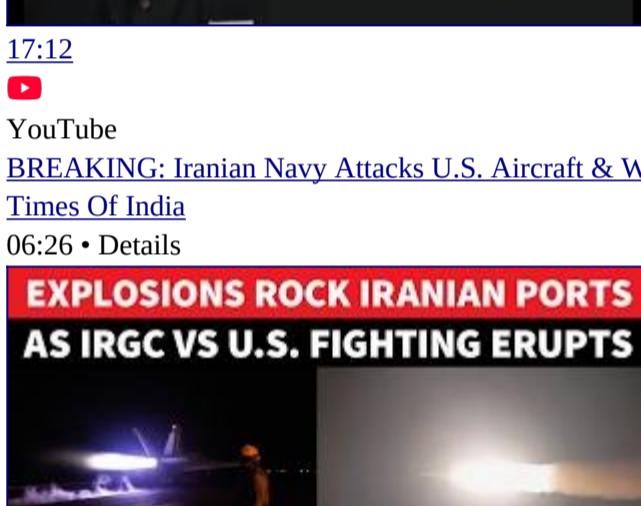 17:12
YouTube
BREAKING: Iranian Navy Attacks U.S. Aircraft &
Times Of India
06:26 • Details
EXPLOSIONS ROCK IRANIAN PORTS
AS IRGC VS U.S. FIGHTING ERUPTS